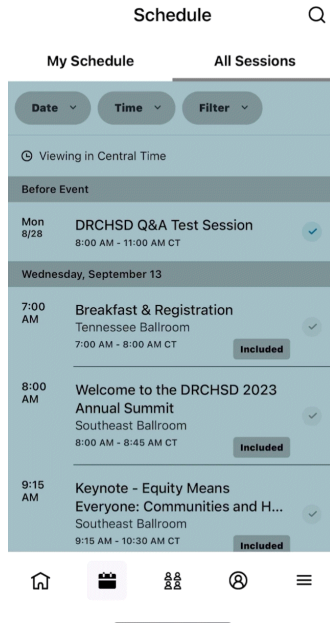 Schedule
My Schedule
All Sessions
Date
Time
Filter
Viewing in Central Time
Before Event
Mon
8/28
DRCHSD Q&A Test Session
8:00 AM - 11:00 AM CT
Wednesday, September 13
7:00
AM
Breakfast & Registration
Tennessee Ballroom
7:00 AM - 8:00 AM CT
Included
8:00
AM
Welcome to the DRCHSD 2023
Annual Summit
Southeast Ballroom
8:00 AM - 8:45 AM CT
Included
9:15
AM
Keynote - Equity Means
Everyone: Communities and H...
Southeast Ballroom
9:15 AM - 10:30 AM CT
Included